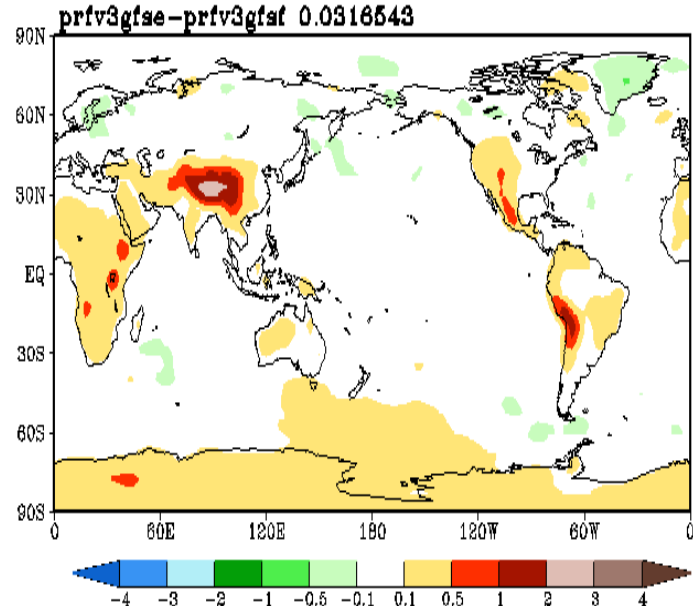 prfv3gfse-prfv3gfsf 0.0316543
90N
60N
30N
EQ
30S
60S
90S
0 60E 120E 180 120W 60W 0
-4 -3 -2 -1 -0.5 -0.1 0.1 0.5 1 2 3 4